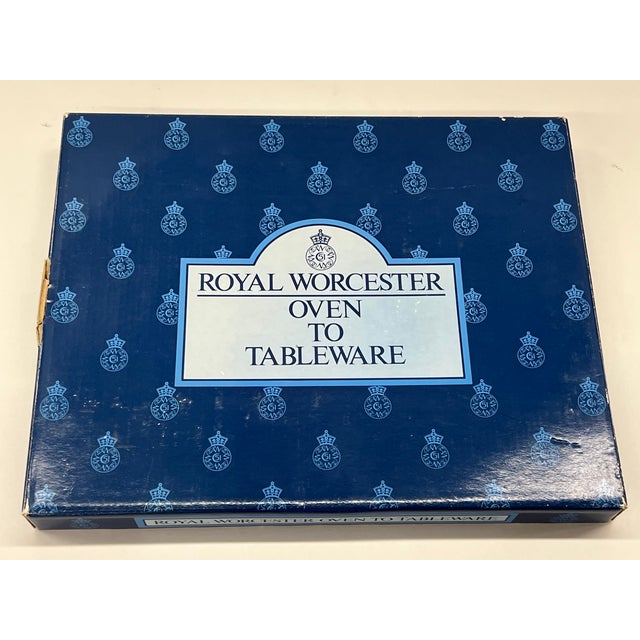 ROYAL WORCESTER
OVEN
TO
TABLEWARE
ROYAL WORCESTER OVEN TO TABLEWARE